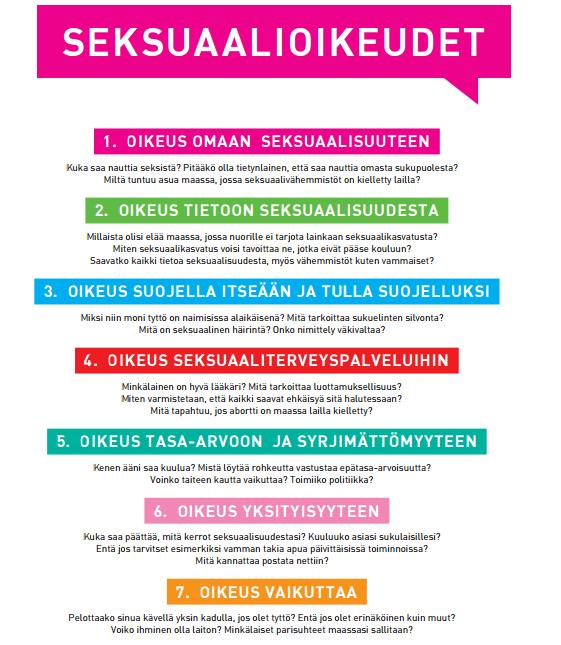 SEKSUAALIOIKEUDET
1. OIKEUS OMAAN SEKSUAALISUUTEEN
Kuka saa nauttia seksistä? Pitääkö olla tietynlainen, että saa nauttia omasta sukupuolesta?
Miltä tuntuu asua maassa, jossa seksuaalivähemmistöt on kielletty lailla?
2. OIKEUS TIETOON SEKSUAALISUUDESTA
Millaista olisi elää maassa, jossa nuorille ei tarjota lainkaan seksuaalikasvatusta?
Miten seksuaalikasvatus voisi tavoittaa ne, jotka eivät pääse kouluun?
Saavatko kaikki tietoa seksuaalisuudesta, myös vähemmistöt kuten vammaiset?
3. OIKEUS SUOJELLA ITSEÄÄN JA TULLA SUOJELLUKSI
Miksi niin moni tyttö on naimisissa alaikäisenä? Mitä tarkoittaa sukuelinten silvonta?
Mitä on seksuaalinen häirintä? Onko nimittely väkivaltaa?
4. OIKEUS SEKSUAALITERVEYSPALVELUIHIN
Minkälainen on hyvä lääkäri? Mitä tarkoittaa luottamuksellisuus?
Miten varmistetaan, että kaikki saavat ehkäisyä sitä halutessaan?
Mitä tapahtuu, jos abortti on maassa lailla kielletty?
5. OIKEUS TASA-ARVOON JA SYRJIMÄTTÖMYYTEEN
Kenen ääni saa kuulua? Mistä löytää rohkeutta vastustaa epätasa-arvoisuutta?
Voinko taiteen kautta vaikuttaa? Toimiiko politiikka?
6. OIKEUS YKSITYISYYTEEN
Kuka saa päättää, mitä kerrot seksuaalisuudestasi? Kuuluuko asiasi sukulaisillesi?
Entä jos tarvitset esimerkiksi vamman takia apua päivittäisissä toiminnoissa?
Mitä kannattaa postata nettiin?
7. OIKEUS VAIKUTTAA
Pelottaako sinua kävellä yksin kadulla, jos olet tyttö? Entä jos olet erinäköinen kuin muut?
Voiko ihminen olla laiton? Minkälaiset parisuhteet maassasi sallitaan?